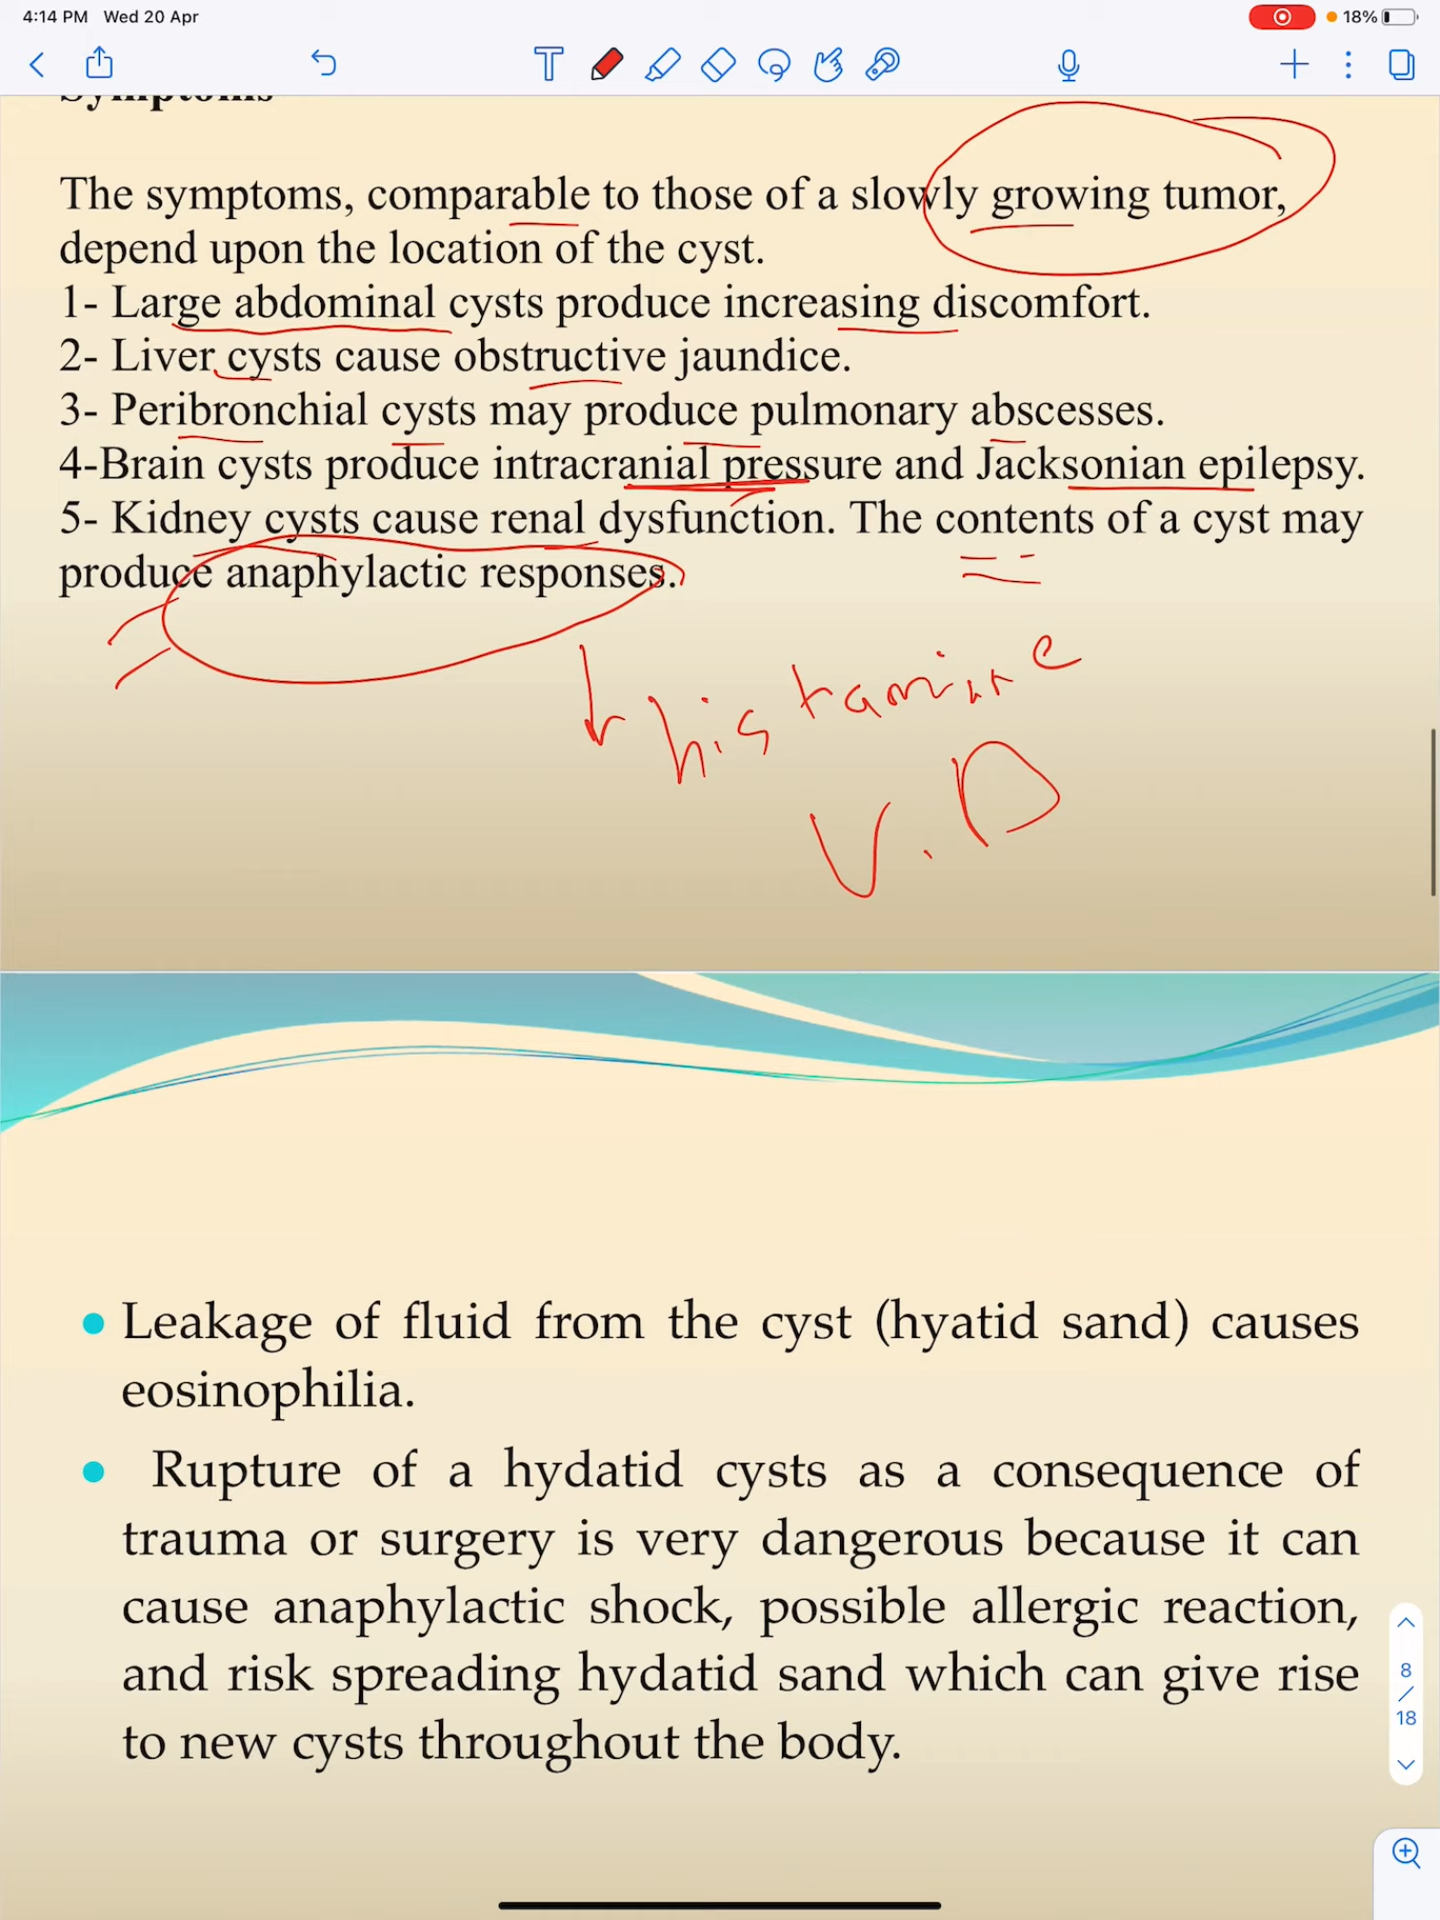 4:14 PM Wed 20 Apr
18%
Symptoms
The symptoms, comparable to those of a slowly growing tumor,
depend upon the location of the cyst.
1- Large abdominal cysts produce increasing discomfort.
2- Liver cysts cause obstructive jaundice.
3- Peribronchial cysts may produce pulmonary abscesses.
4-Brain cysts produce intracranial pressure and Jacksonian epilepsy.
5- Kidney cysts cause renal dysfunction. The contents of a cyst may
produce anaphylactic responses.
histamine
V.D
Leakage of fluid from the cyst (hyatid sand) causes
eosinophilia.
Rupture of a hydatid cysts as a consequence of
trauma or surgery is very dangerous because it can
cause anaphylactic shock, possible allergic reaction,
and risk spreading hydatid sand which can give rise
to new cysts throughout the body.
8
/
18